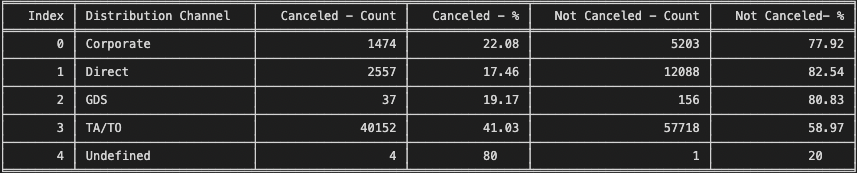 Index Distribution Channel Canceled - Count Canceled - % Not Canceled - Count Not Canceled- %
0 Corporate 1474 22.08 5203 77.92
1 Direct 2557 17.46 12088 82.54
2 GDS 37 19.17 156 80.83
3 TA/TO 40152 41.03 57718 58.97
4 Undefined 4 80 1 20